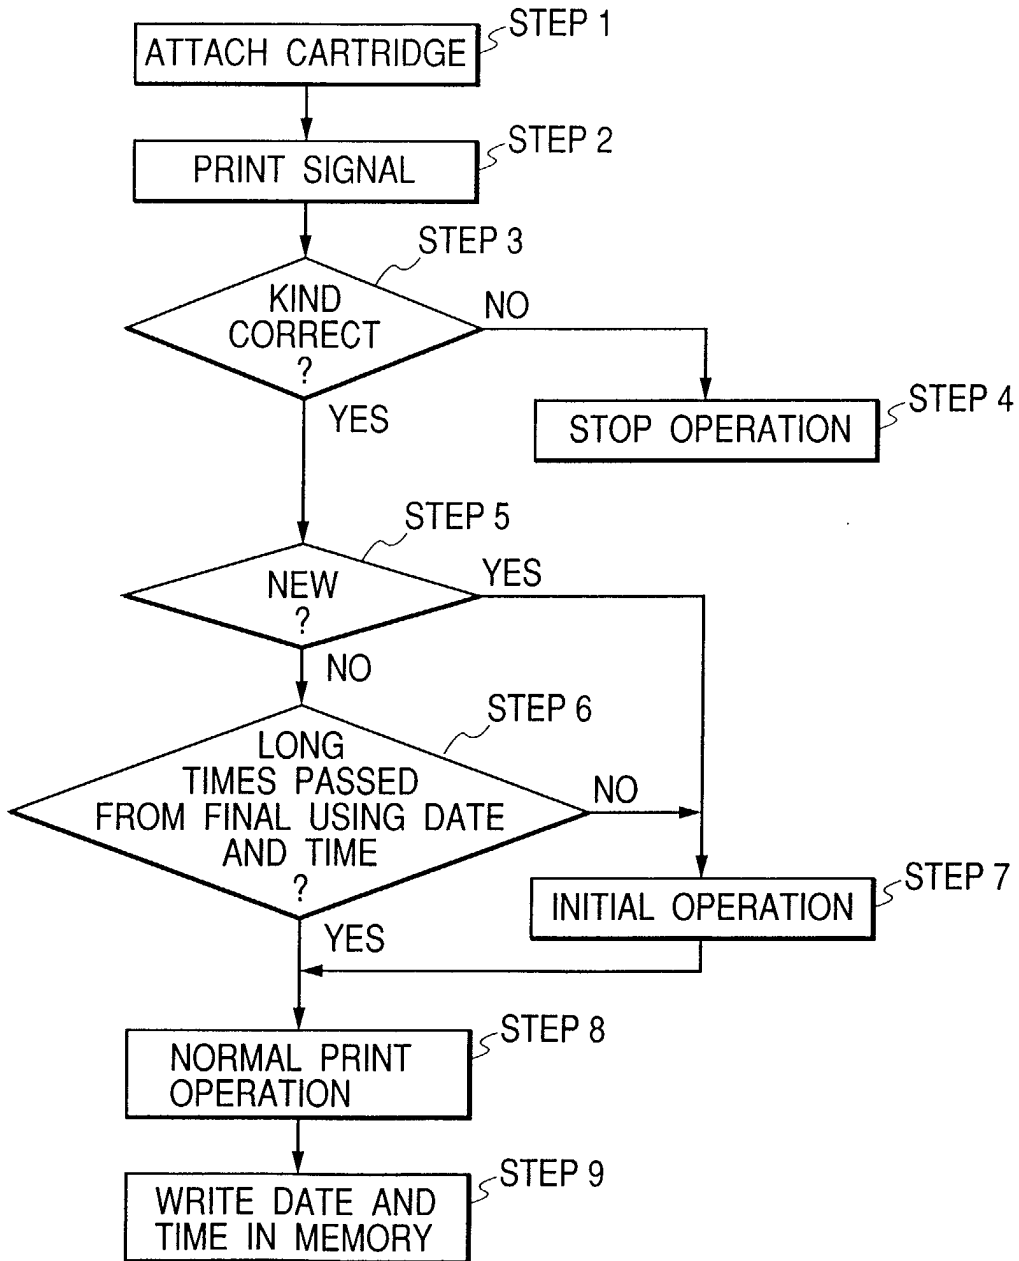 STEP 1
ATTACH CARTRIDGE
STEP 2
PRINT SIGNAL
STEP 3
KIND
CORRECT
?
NO
YES
STEP 4
STOP OPERATION
STEP 5
NEW
?
YES
NO
STEP 6
LONG
TIMES PASSED
FROM FINAL USING DATE
AND TIME
?
NO
YES
STEP 7
INITIAL OPERATION
STEP 8
NORMAL PRINT
OPERATION
STEP 9
WRITE DATE AND
TIME IN MEMORY